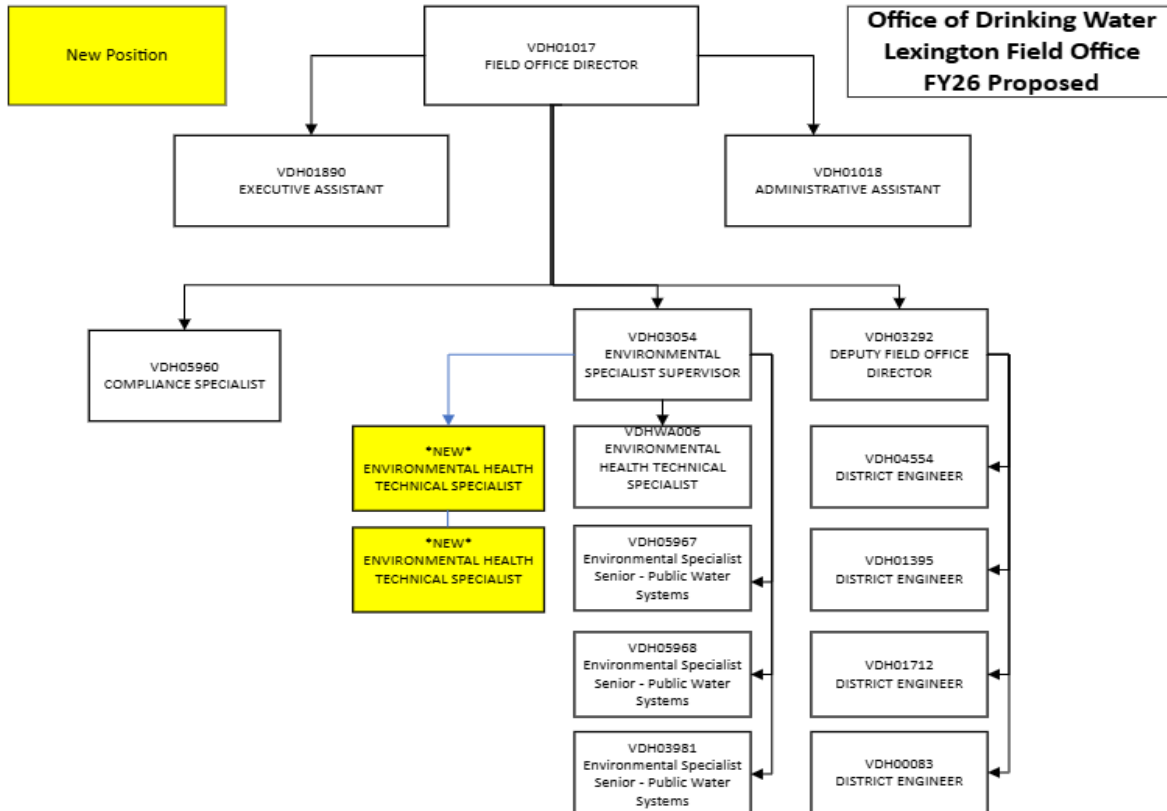 New Position
VDH01017
FIELD OFFICE DIRECTOR
Office of Drinking Water
Lexington Field Office
FY26 Proposed
VDH01890
EXECUTIVE ASSISTANT
VDH01018
ADMINISTRATIVE ASSISTANT
VDH05960
COMPLIANCE SPECIALIST
VDH03054
ENVIRONMENTAL
SPECIALIST SUPERVISOR
VDH03292
DEPUTY FIELD OFFICE
DIRECTOR
*NEW*
ENVIRONMENTAL HEALTH
TECHNICAL SPECIALIST
VDHWA006
ENVIRONMENTAL
HEALTH TECHNICAL
SPECIALIST
VDH04554
DISTRICT ENGINEER
*NEW*
ENVIRONMENTAL HEALTH
TECHNICAL SPECIALIST
VDH05967
Environmental Specialist
Senior - Public Water
Systems
VDH01395
DISTRICT ENGINEER
VDH05968
Environmental Specialist
Senior - Public Water
Systems
VDH01712
DISTRICT ENGINEER
VDH03981
Environmental Specialist
Senior - Public Water
Systems
VDH00083
DISTRICT ENGINEER